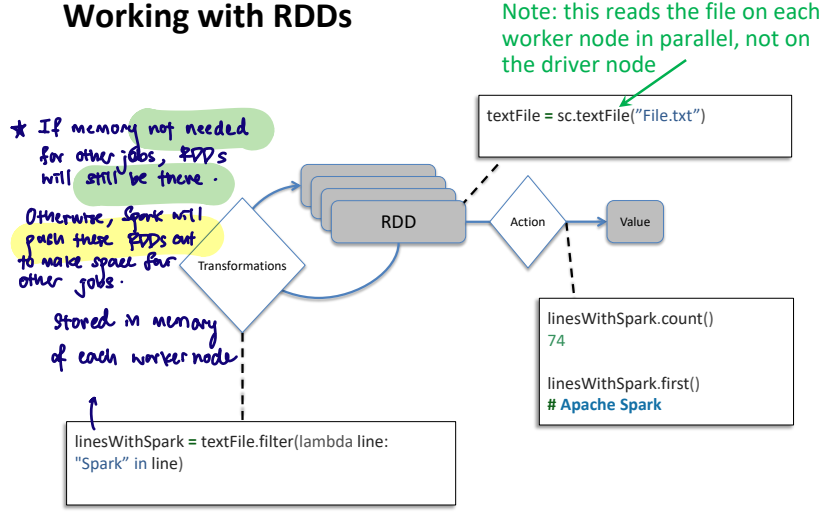 Working with RDDs
Note: this reads the file on each
worker node in parallel, not on
the driver node
textFile = sc.textFile(”File.txt”)
★ If memory not needed
for other jobs, RDDs
will still be there.
Otherwise, Spark will
push these RDDs out
to make space for
other jobs.
Stored in memory
of each worker node
Transformations
RDD
Action
Value
linesWithSpark.count()
74
linesWithSpark.first()
# Apache Spark
linesWithSpark = textFile.filter(lambda line:
"Spark” in line)